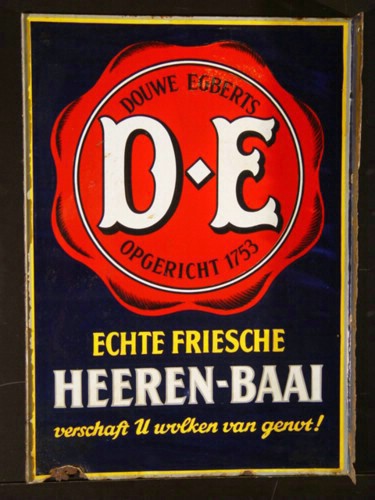 DOUWE EGBERTS
D·E
OPGERICHT 1753
ECHTE FRIESCHE
HEEREN-BAAI
verschaft U wolken van genot!